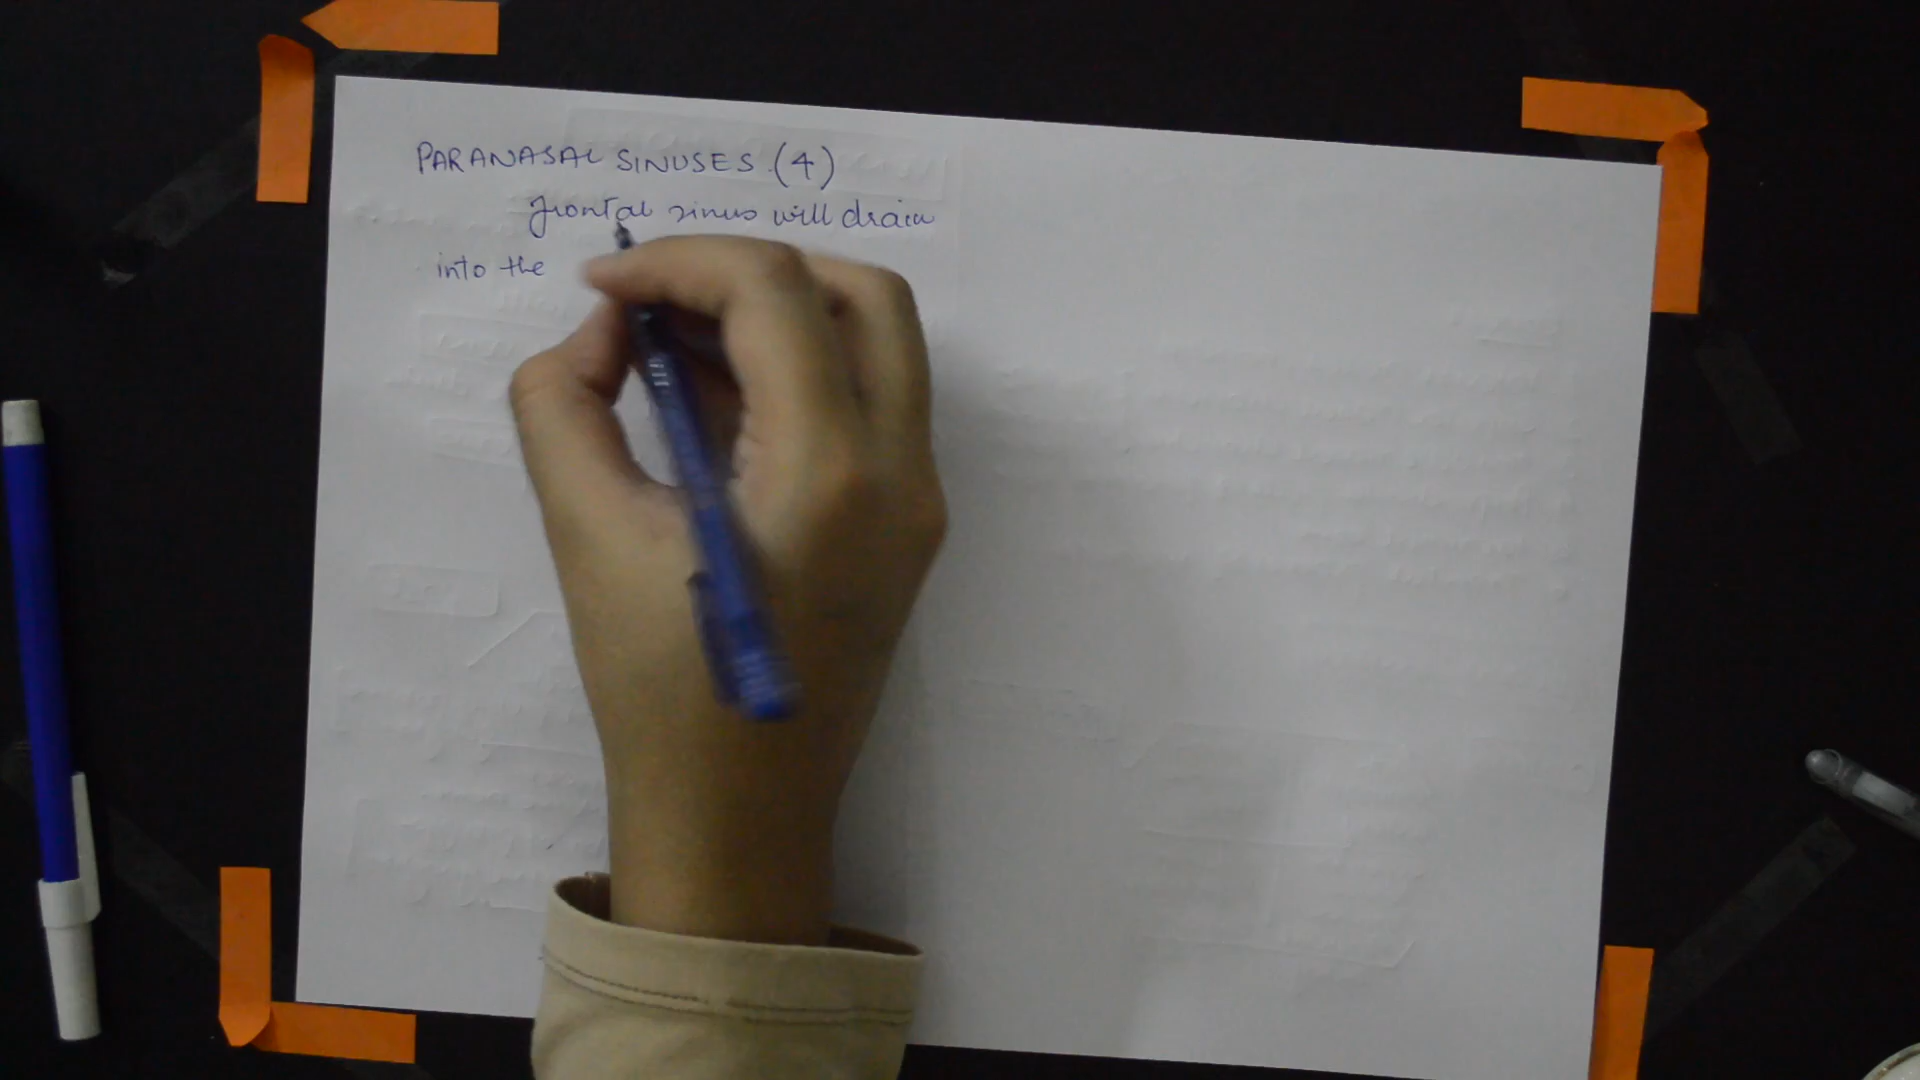 PARANASAL SINUSES (4)
frontal sinus will drain
into the